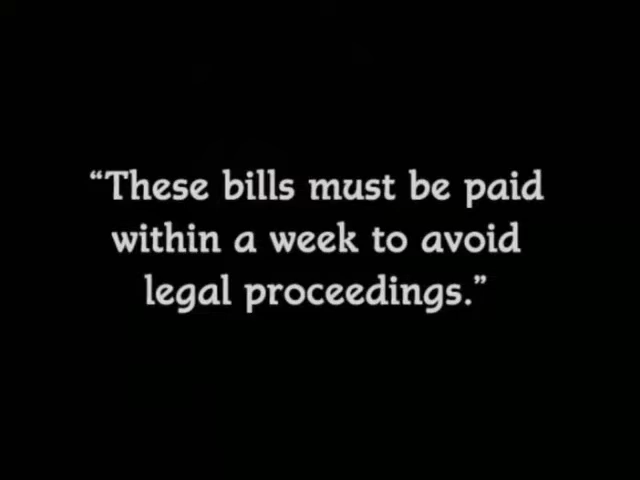 “These bills must be paid
within a week to avoid
legal proceedings.”